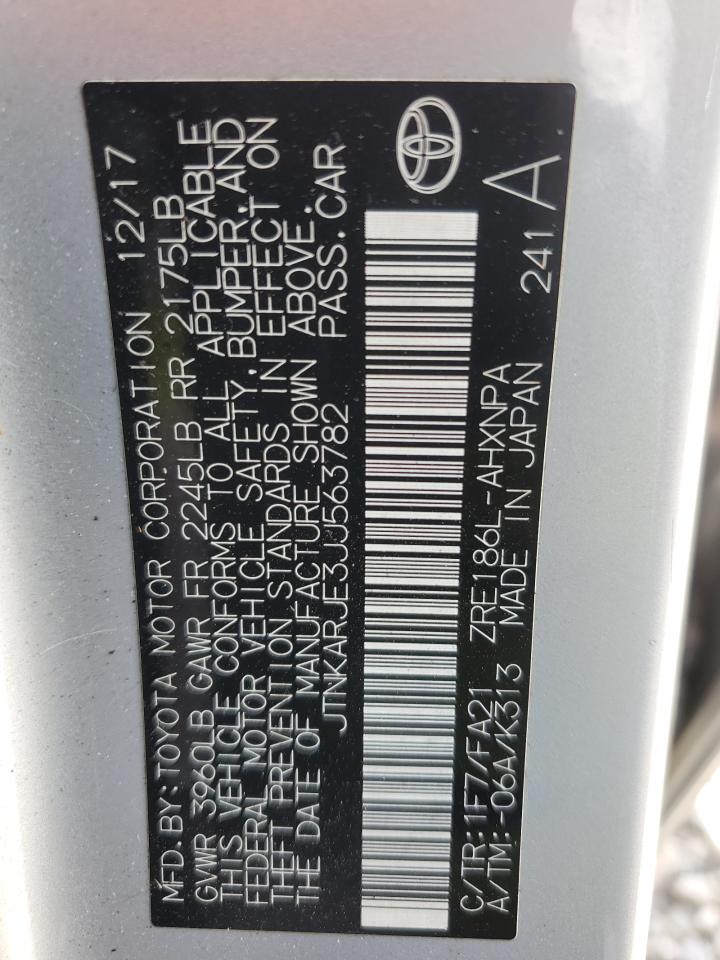 MFD.BY:TOYOTA MOTOR CORPORATION 12/17
GVWR 3960LB GAWR FR 2245LB RR 2175LB
THIS VEHICLE CONFORMS TO ALL APPLICABLE
FEDERAL MOTOR VEHICLE SAFETY,BUMPER,AND
THEFT PREVENTION STANDARDS IN EFFECT ON
THE DATE OF MANUFACTURE SHOWN ABOVE.
JTNKARJE3JJ563782 PASS.CAR
C/TR:1F7/FA21 ZRE186L-AHXNPA
A/TM:-06A/K313 MADE IN JAPAN 241 A